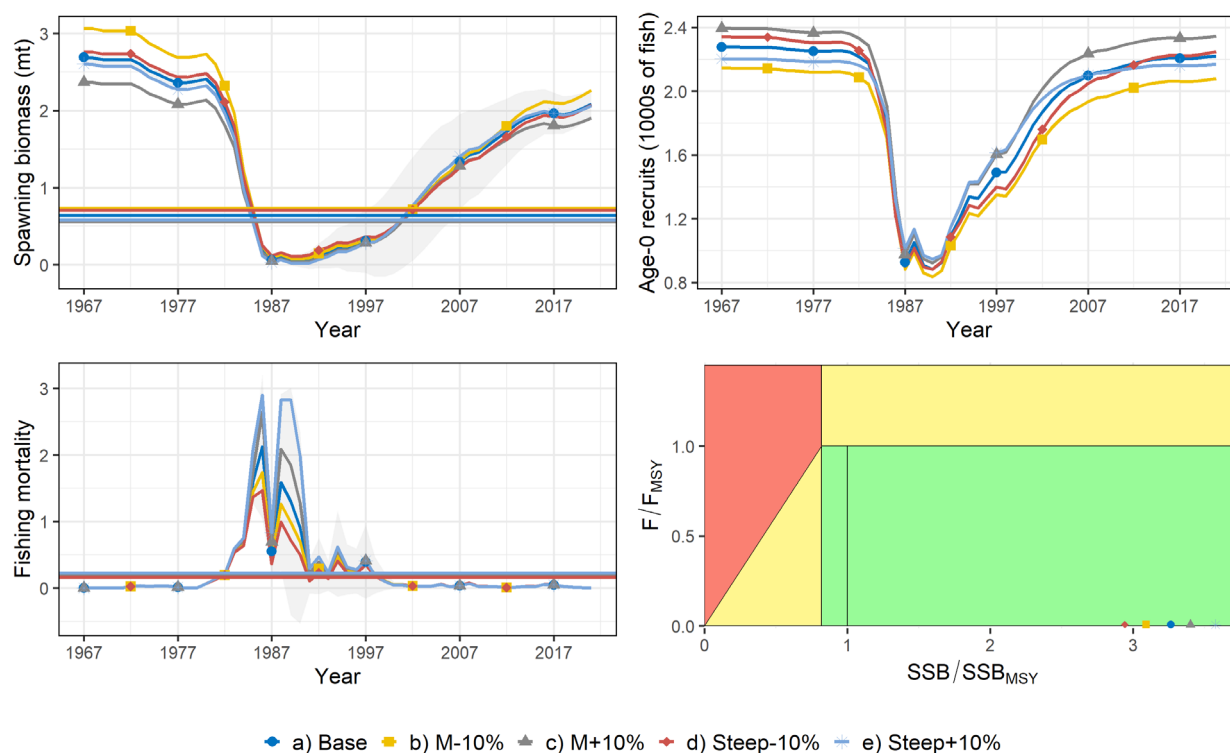 Spawning biomass (mt)
3
2
1
0
1967 1977 1987 1997 2007 2017
Year
Age-0 recruits (1000s of fish)
2.4
2.0
1.6
1.2
0.8
1967 1977 1987 1997 2007 2017
Year
Fishing mortality
3
2
1
0
1967 1977 1987 1997 2007 2017
Year
F/F_MSY
1.0
0.5
0.0
0 1 2 3
SSB/SSB_MSY
a) Base b) M-10% c) M+10% d) Steep-10% e) Steep+10%